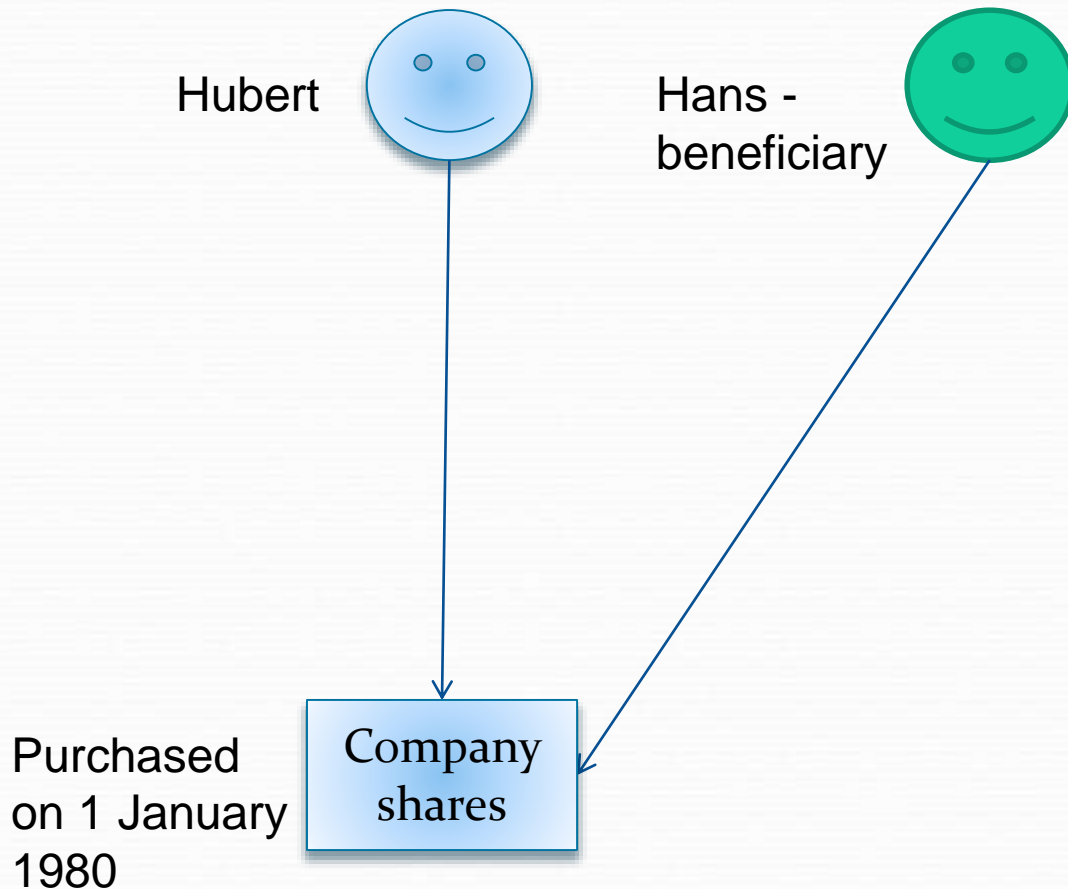 Hubert
Hans -
beneficiary
Company
shares
Purchased
on 1 January
1980